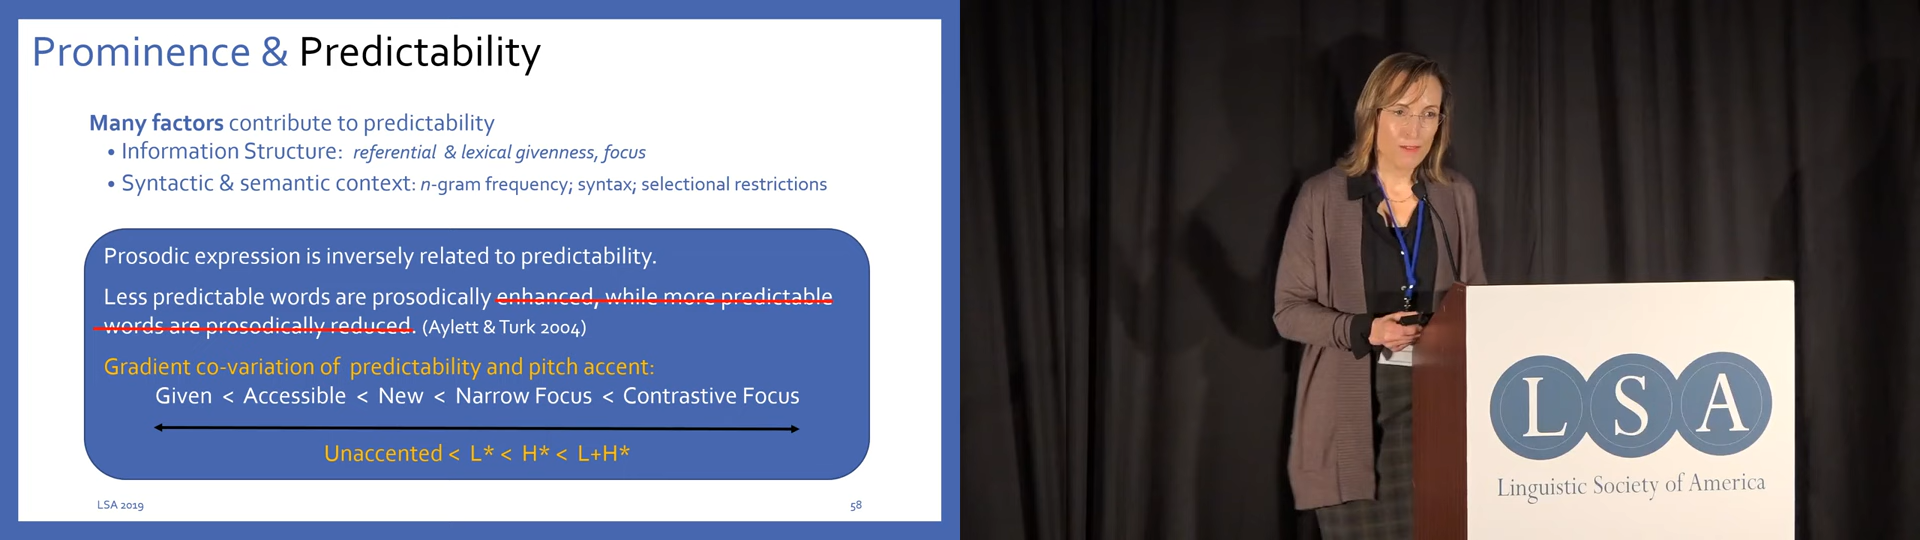 Prominence & Predictability
Many factors contribute to predictability
• Information Structure: referential & lexical givenness, focus
• Syntactic & semantic context: n-gram frequency; syntax; selectional restrictions
Prosodic expression is inversely related to predictability.
Less predictable words are prosodically enhanced, while more predictable
words are prosodically reduced. (Aylett & Turk 2004)
Gradient co-variation of predictability and pitch accent:
Given < Accessible < New < Narrow Focus < Contrastive Focus
Unaccented < L* < H* < L+H*
LSA 2019
58
LSA
Linguistic Society of America